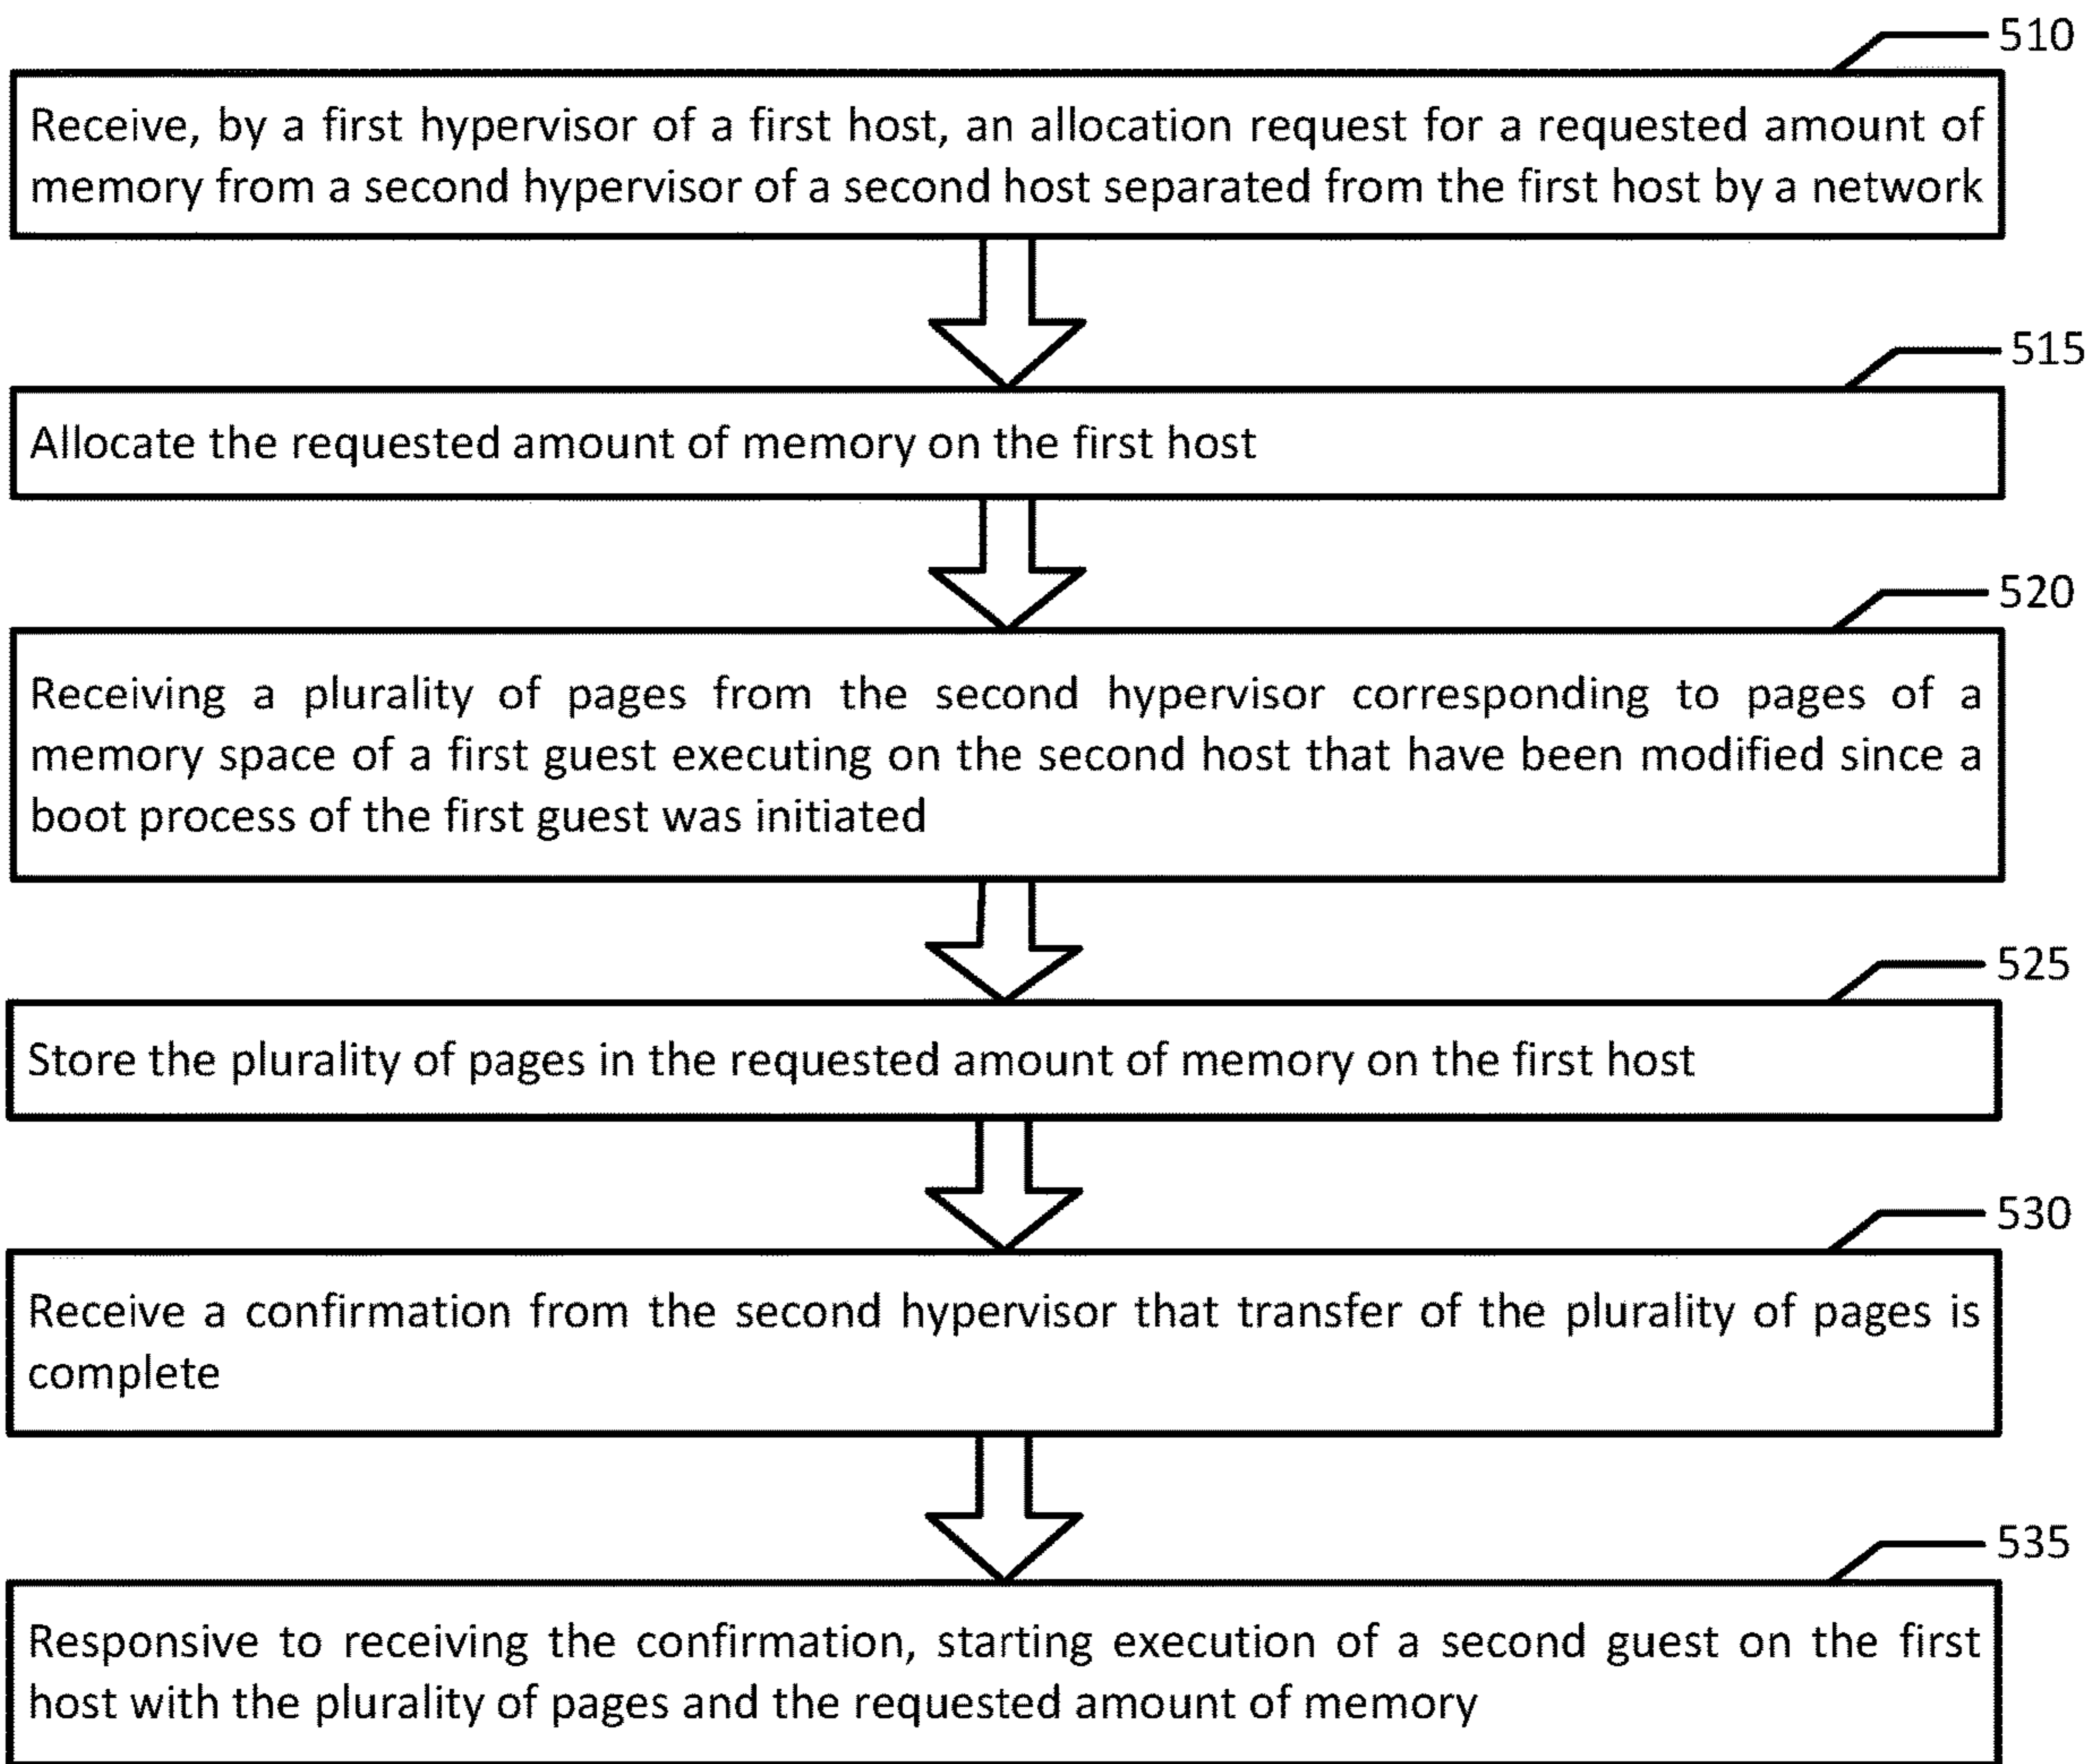 510
Receive, by a first hypervisor of a first host, an allocation request for a requested amount of
memory from a second hypervisor of a second host separated from the first host by a network
515
Allocate the requested amount of memory on the first host
520
Receiving a plurality of pages from the second hypervisor corresponding to pages of a
memory space of a first guest executing on the second host that have been modified since a
boot process of the first guest was initiated
525
Store the plurality of pages in the requested amount of memory on the first host
530
Receive a confirmation from the second hypervisor that transfer of the plurality of pages is
complete
535
Responsive to receiving the confirmation, starting execution of a second guest on the first
host with the plurality of pages and the requested amount of memory